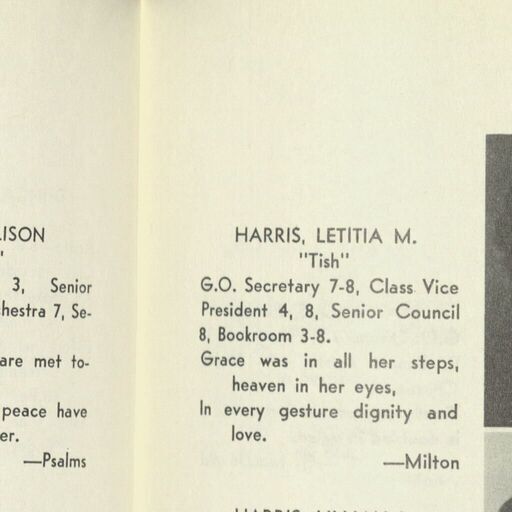 LISON
"
3, Senior
hestra 7, Se-
are met to-
peace have
er.
—Psalms
HARRIS, LETITIA M.
"Tish"
G.O. Secretary 7-8, Class Vice
President 4, 8, Senior Council
8, Bookroom 3-8.
Grace was in all her steps,
heaven in her eyes,
In every gesture dignity and
love.
—Milton